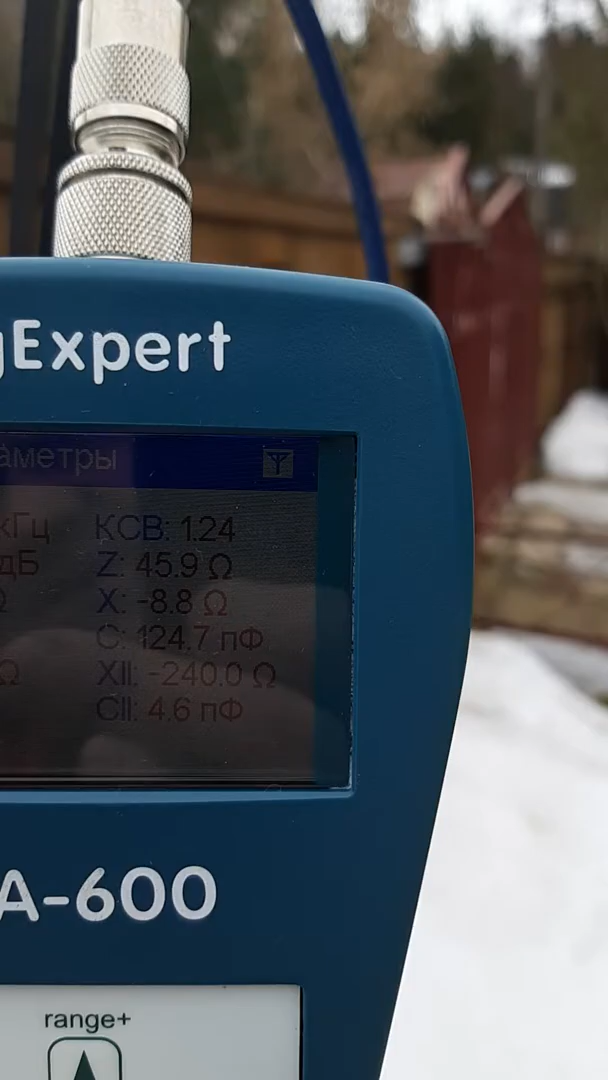 gExpert
аметры
кГц КСВ: 1.24
дБ Z: 45.9 Ω
Ω X: -8.8 Ω
C: 124.7 пФ
Ω XII: -240.0 Ω
CII: 4.6 пФ
A-600
range+